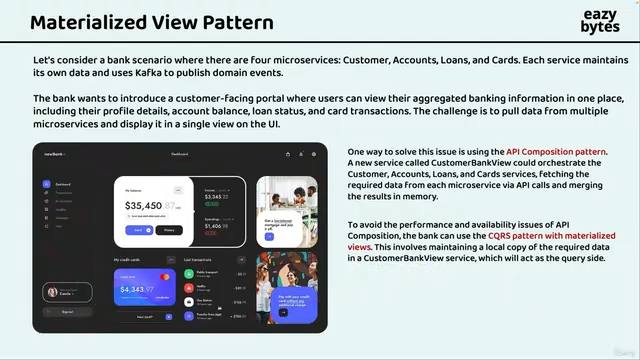 Materialized View Pattern
eazy
bytes
Let's consider a bank scenario where there are four microservices: Customer, Accounts, Loans, and Cards. Each service maintains
its own data and uses Kafka to publish domain events.
The bank wants to introduce a customer-facing portal where users can view their aggregated banking information in one place,
including their profile details, account balance, loan status, and card transactions. The challenge is to pull data from multiple
microservices and display it in a single view on the UI.
Dashboard
My balance
$35,450
My credit cards
Last transactions
$4,343.
One way to solve this issue is using the API Composition pattern.
A new service called CustomerBankView could orchestrate the
Customer, Accounts, Loans, and Cards services, fetching the
required data from each microservice via API calls and merging
the results in memory.
To avoid the performance and availability issues of API
Composition, the bank can use the CQRS pattern with materialized
views. This involves maintaining a local copy of the required data
in a CustomerBankView service, which will act as the query side.